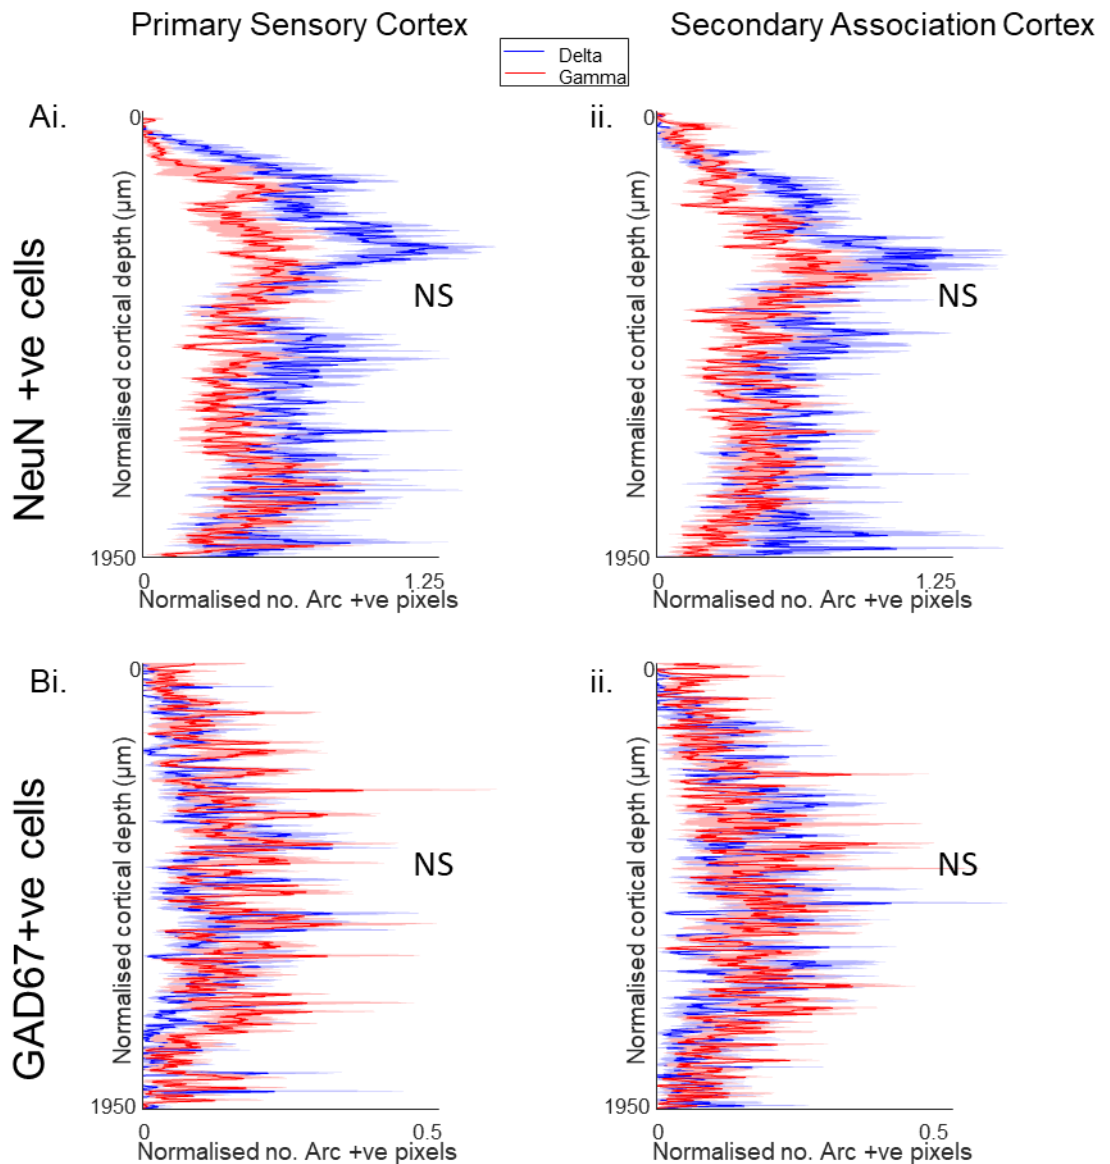 Primary Sensory Cortex
Secondary Association Cortex
Delta
Gamma
Ai.
ii.
NeuN +ve cells
0
Normalised cortical depth (µm)
NS
1950
0
1.25
Normalised no. Arc +ve pixels
0
Normalised cortical depth (µm)
NS
1950
0
1.25
Normalised no. Arc +ve pixels
Bi.
ii.
GAD67+ve cells
0
Normalised cortical depth (µm)
NS
1950
0
0.5
Normalised no. Arc +ve pixels
0
Normalised cortical depth (µm)
NS
1950
0
0.5
Normalised no. Arc +ve pixels